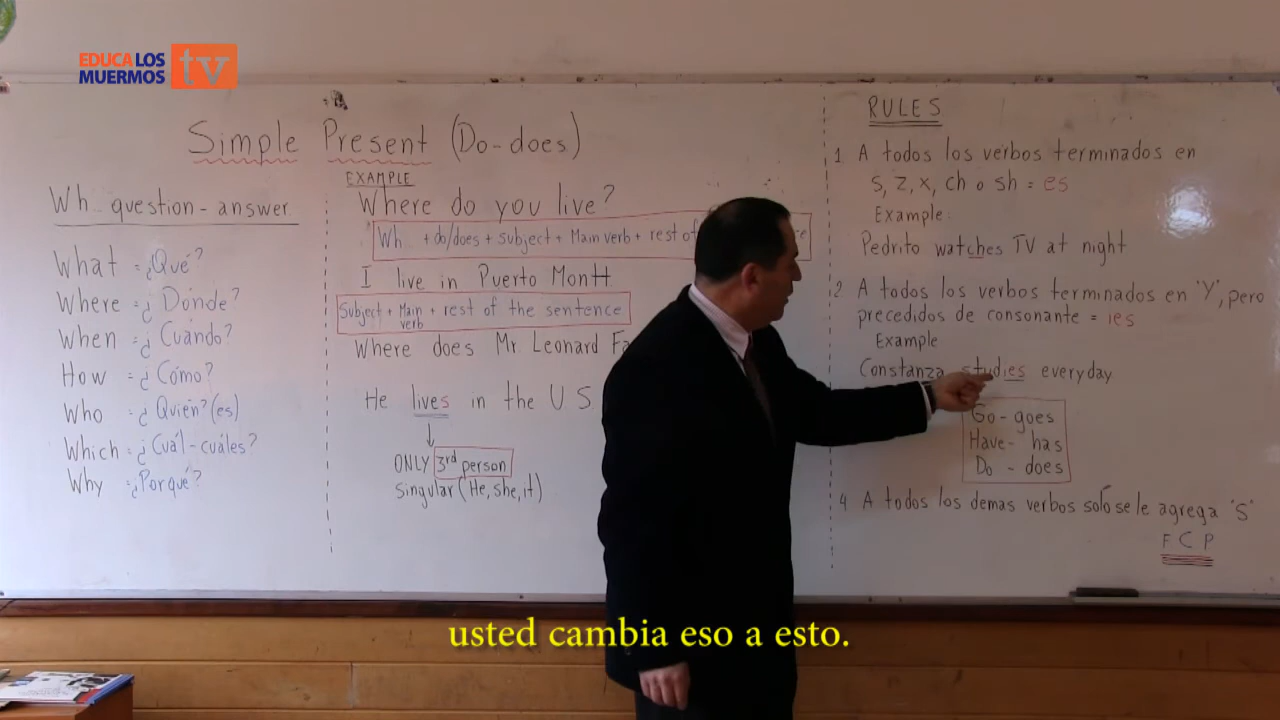 EDUCA LOS
MUERMOS
tv
Simple Present (Do-does)
Wh_ question - answer
What = ¿Qué?
Where = ¿Dónde?
When = ¿Cuándo?
How = ¿Cómo?
Who = ¿Quién?(es)
Which = ¿Cuál-cuáles?
Why = ¿Porqué?
EXAMPLE
Where do you live?
Wh_ + do/does + subject + Main verb + rest of
I live in Puerto Montt
Subject + Main verb + rest of the sentence
Where does Mr. Leonard
He lives in the U.S.
ONLY 3rd person
Singular (He, she, it)
RULES
1 A todos los verbos terminados en
s, z, x, ch o sh = es
Example:
Pedrito watches TV at night
2 A todos los verbos terminados en "Y", pero
precedidos de consonante = ies
Example
Constanza studies everyday
Go - goes
Have - has
Do - does
4 A todos los demas verbos solo se le agrega "S"
F C P
usted cambia eso a esto.